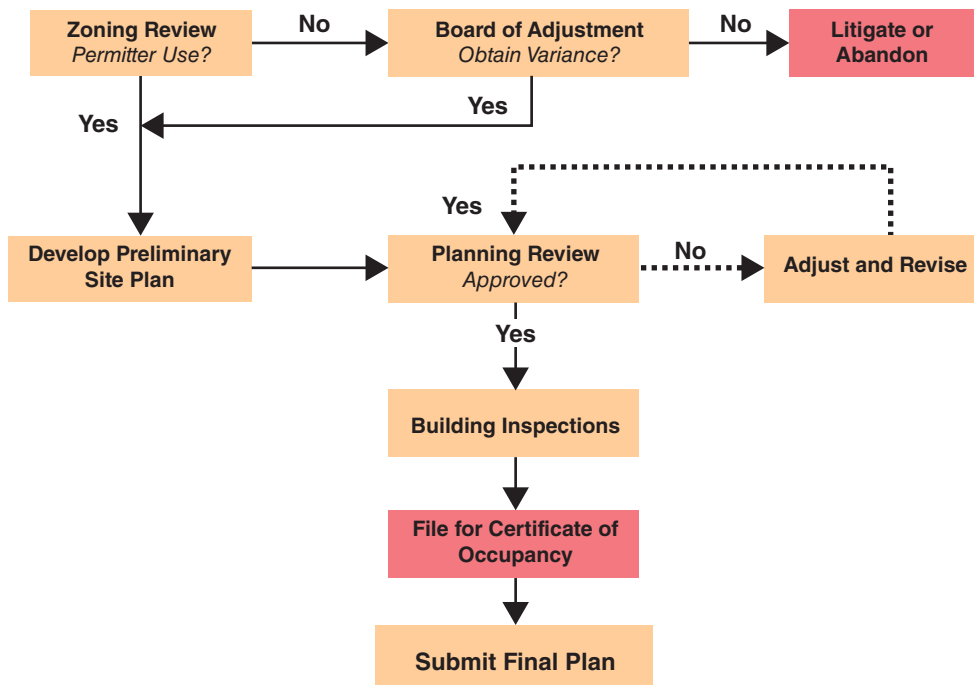 Zoning Review
Permitter Use?
No
Board of Adjustment
Obtain Variance?
No
Litigate or
Abandon
Yes
Yes
Yes
Develop Preliminary
Site Plan
Planning Review
Approved?
No
Adjust and Revise
Yes
Building Inspections
File for Certificate of
Occupancy
Submit Final Plan